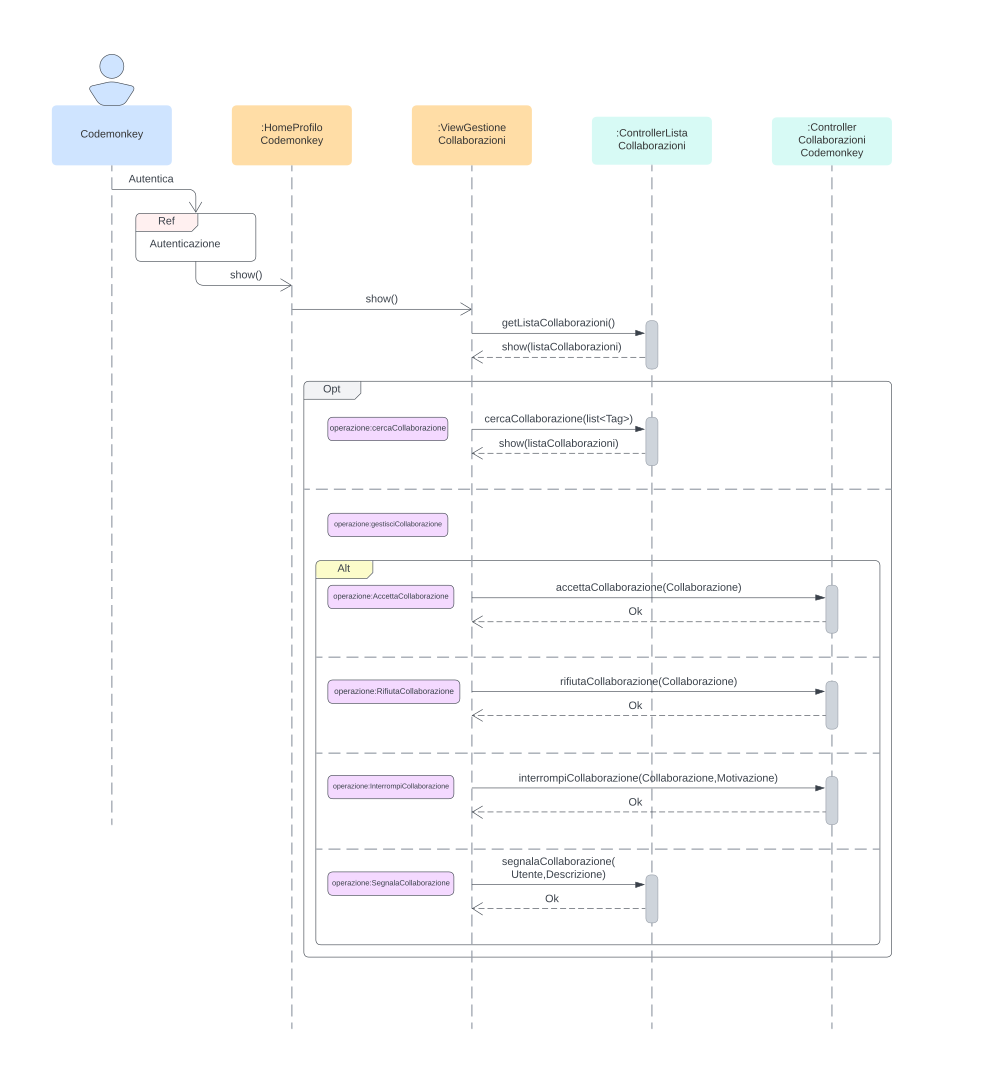 Codemonkey
:HomeProfilo
Codemonkey
:ViewGestione
Collaborazioni
:ControllerLista
Collaborazioni
:Controller
Collaborazioni
Codemonkey
Autentica
Ref
Autenticazione
show()
show()
getListaCollaborazioni()
show(listaCollaborazioni)
Opt
operazione:cercaCollaborazione
cercaCollaborazione(list<Tag>)
show(listaCollaborazioni)
operazione:gestisciCollaborazione
Alt
operazione:AccettaCollaborazione
accettaCollaborazione(Collaborazione)
Ok
operazione:RifiutaCollaborazione
rifiutaCollaborazione(Collaborazione)
Ok
operazione:InterrompiCollaborazione
interrompiCollaborazione(Collaborazione,Motivazione)
Ok
operazione:SegnalaCollaborazione
segnalaCollaborazione(
Utente,Descrizione)
Ok